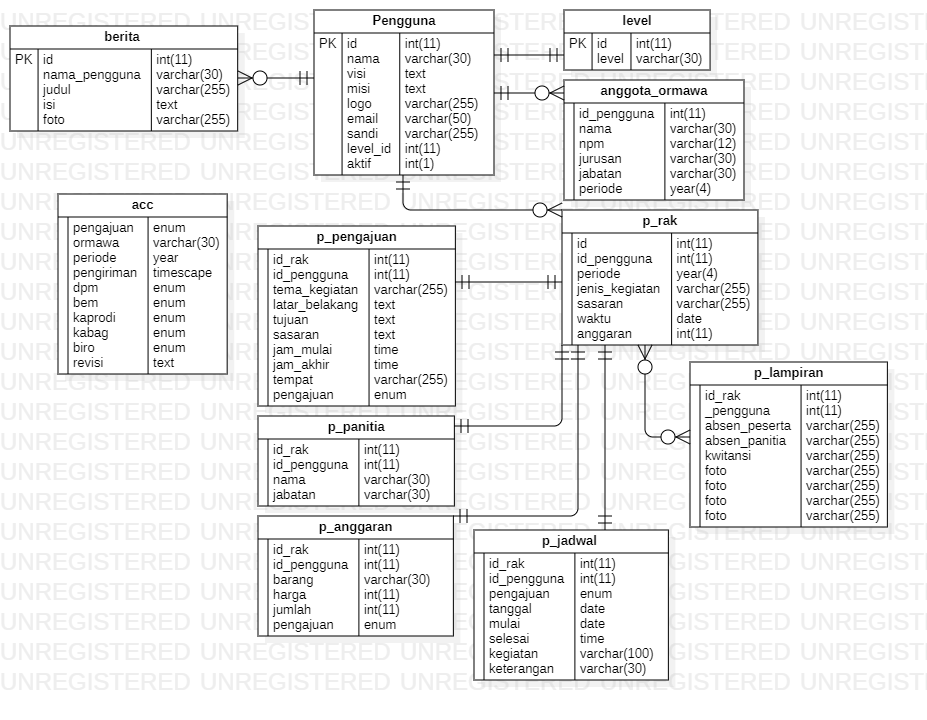 berita
PK id int(11)
nama_pengguna varchar(30)
judul varchar(255)
isi text
foto varchar(255)
Pengguna
PK id int(11)
nama varchar(30)
visi text
misi text
logo varchar(255)
email varchar(50)
sandi varchar(255)
level_id int(11)
aktif int(1)
level
PK id int(11)
level varchar(30)
anggota_ormawa
id_pengguna int(11)
nama varchar(30)
npm varchar(12)
jurusan varchar(30)
jabatan varchar(30)
periode year(4)
acc
pengajuan enum
ormawa varchar(30)
periode year
pengiriman timescape
dpm enum
bem enum
kaprodi enum
kabag enum
biro enum
revisi text
p_pengajuan
id_rak int(11)
id_pengguna int(11)
tema_kegiatan varchar(255)
latar_belakang text
tujuan text
sasaran text
jam_mulai time
jam_akhir time
tempat varchar(255)
pengajuan enum
p_rak
id int(11)
id_pengguna int(11)
periode year(4)
jenis_kegiatan varchar(255)
sasaran varchar(255)
waktu date
anggaran int(11)
p_panitia
id_rak int(11)
id_pengguna int(11)
nama varchar(30)
jabatan varchar(30)
p_lampiran
id_rak int(11)
_pengguna int(11)
absen_peserta varchar(255)
absen_panitia varchar(255)
kwitansi varchar(255)
foto varchar(255)
foto varchar(255)
foto varchar(255)
foto varchar(255)
p_anggaran
id_rak int(11)
id_pengguna int(11)
barang varchar(30)
harga int(11)
jumlah int(11)
pengajuan enum
p_jadwal
id_rak int(11)
id_pengguna int(11)
pengajuan enum
tanggal date
mulai date
selesai time
kegiatan varchar(100)
keterangan varchar(30)
UNREGISTERED